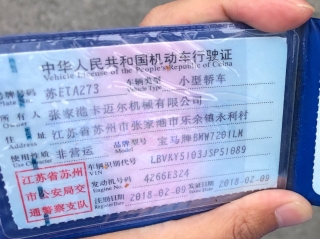 中华人民共和国机动车行驶证
Vehicle License of the People's Republic of China
号牌号码 苏ETA273 车辆类型 小型轿车
所有人 张家港卡迈尔机械有限公司
住址 江苏省苏州市张家港市乐余镇永利村
使用性质 非营运 品牌型号 宝马牌BMW7201LM
江苏省苏州市公安局交通警察支队
车辆识别代号 VIN LBVKY5103JSP51089
发动机号码 Engine No. 4266E324
注册日期 2018-02-09 发证日期 2018-02-09